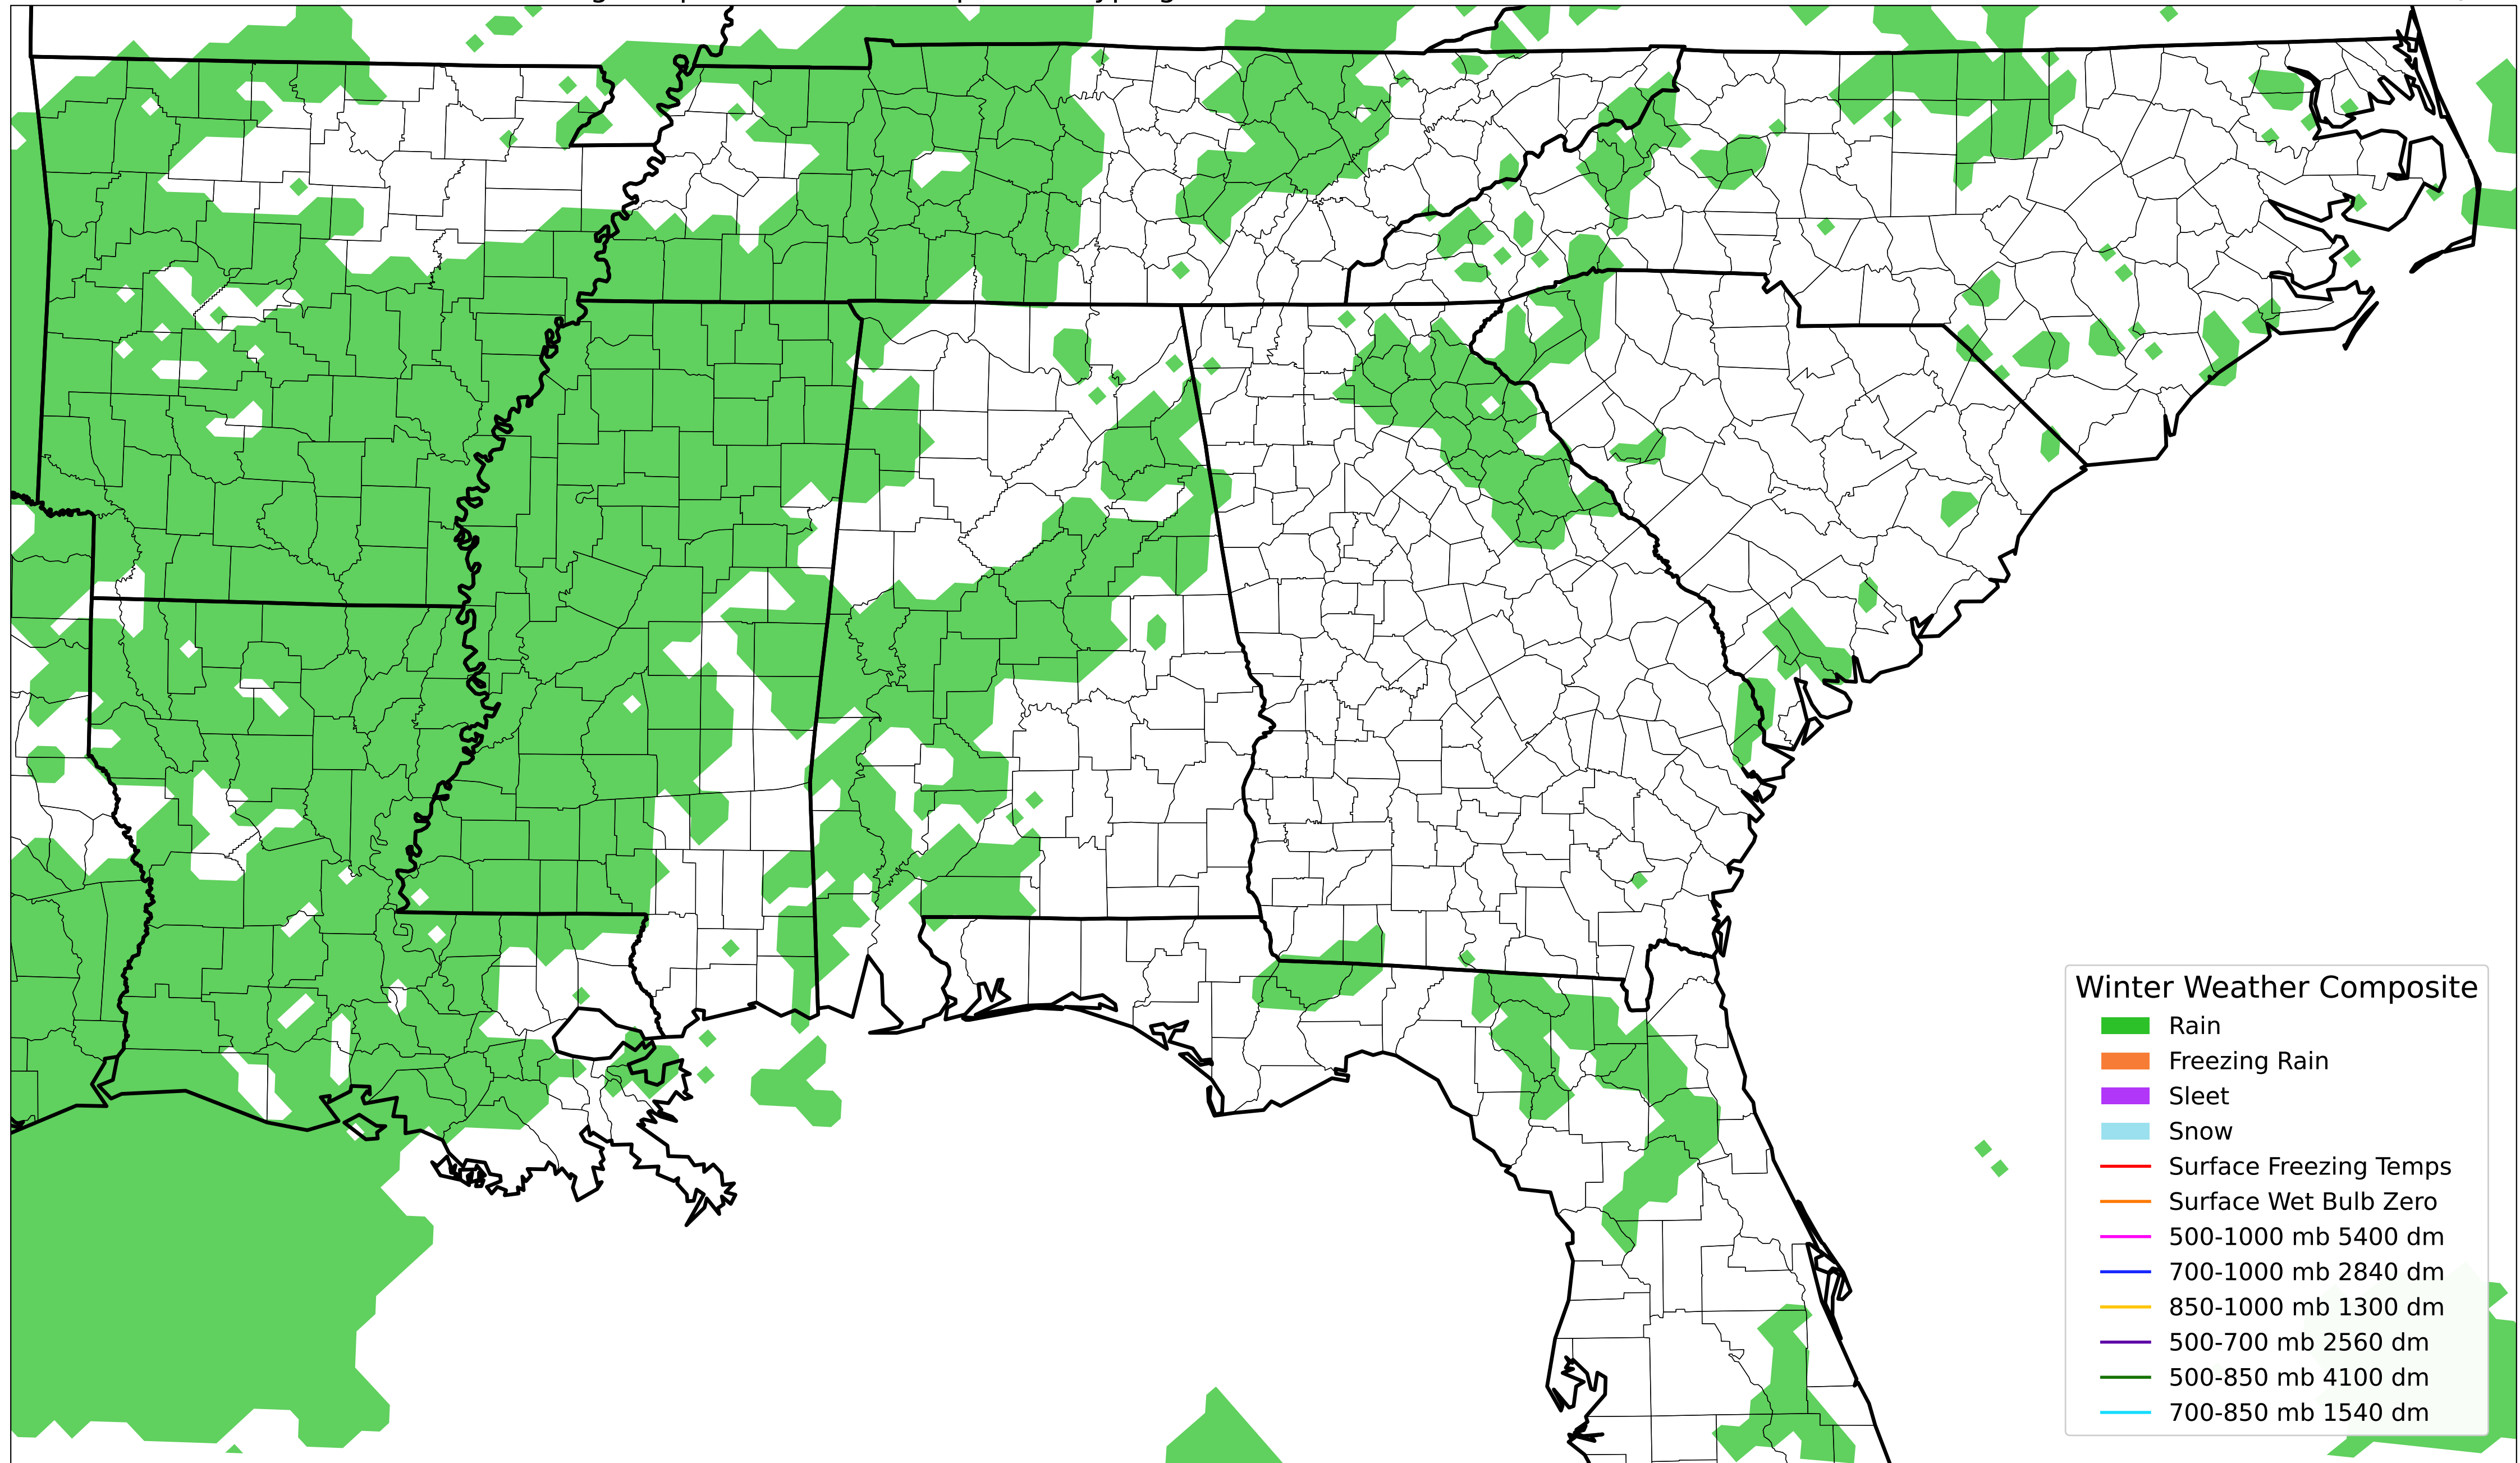 Winter Weather Composite
Rain
Freezing Rain
Sleet
Snow
Surface Freezing Temps
Surface Wet Bulb Zero
500-1000 mb 5400 dm
700-1000 mb 2840 dm
850-1000 mb 1300 dm
500-700 mb 2560 dm
500-850 mb 4100 dm
700-850 mb 1540 dm